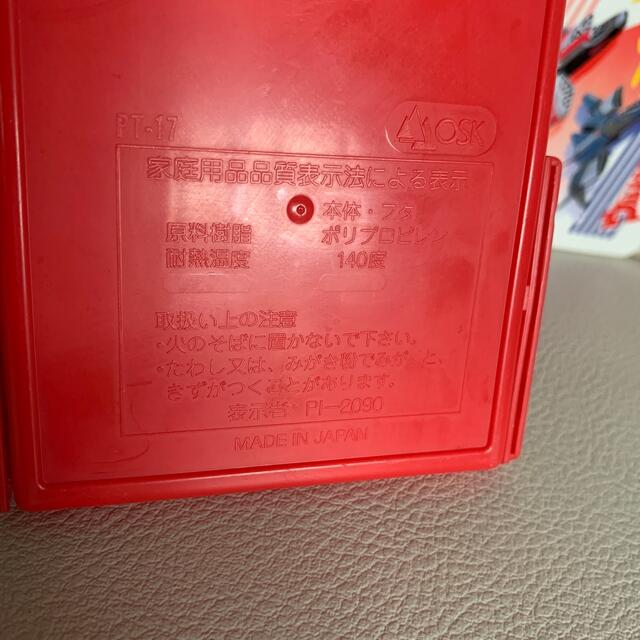 PT-17
OSK
家庭用品品質表示法による表示
本体・フタ
原料樹脂 ポリプロピレン
耐熱温度 140度
取扱い上の注意
・火のそばに置かないで下さい。
・たわし又は、みがき粉でみがくと、
きずがつくことがあります。
表示者 PI-2090
MADE IN JAPAN